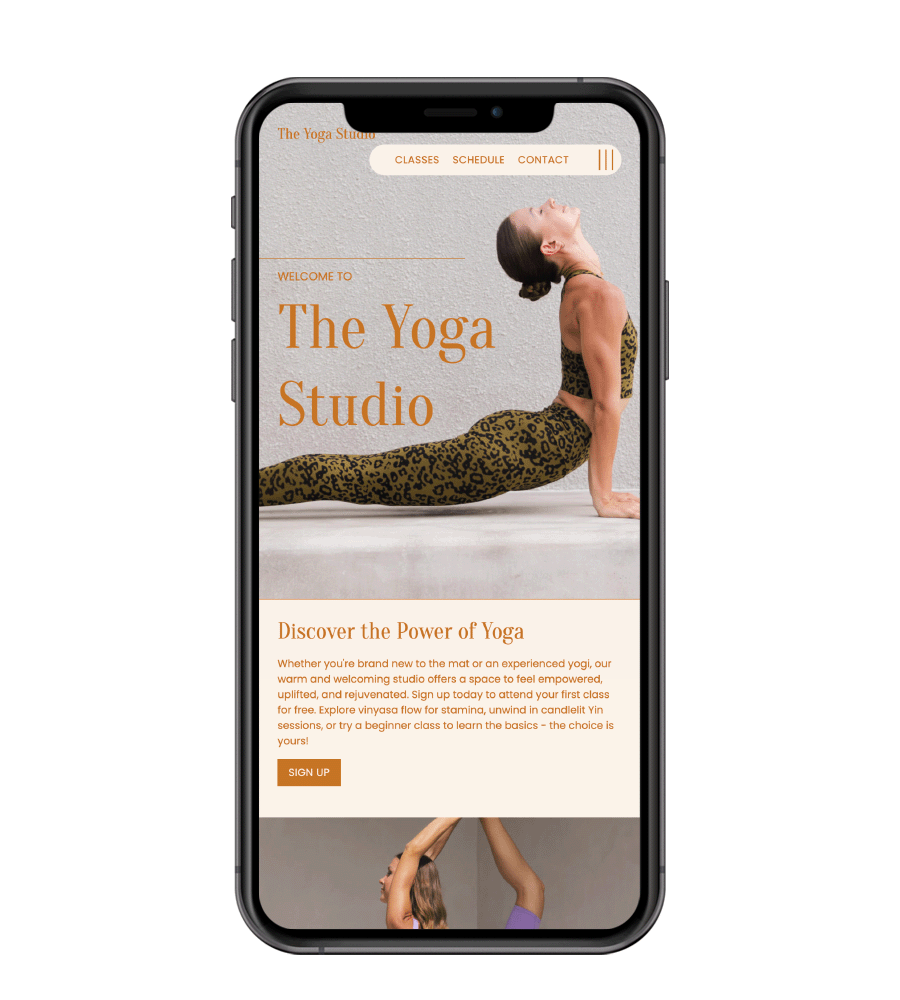 The Yoga Studio
CLASSES SCHEDULE CONTACT
WELCOME TO
The Yoga
Studio
Discover the Power of Yoga
Whether you're brand new to the mat or an experienced yogi, our
warm and welcoming studio offers a space to feel empowered,
uplifted, and rejuvenated. Sign up today to attend your first class
for free. Explore vinyasa flow for stamina, unwind in candlelit Yin
sessions, or try a beginner class to learn the basics - the choice is
yours!
SIGN UP